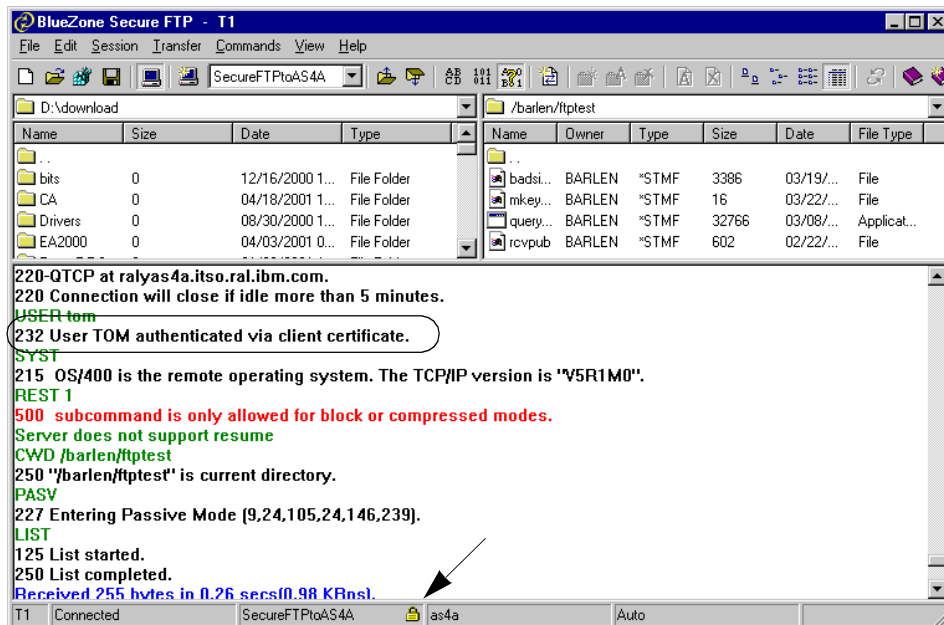 BlueZone Secure FTP - T1
File Edit Session Transfer Commands View Help
SecureFTPtoAS4A
D:\download
/barlen/ftptest
Name Size Date Type
Name Owner Type Size Date File Type
. .
. .
bits 0 12/16/2000 1... File Folder
badsi... BARLEN *STMF 3386 03/19/... File
CA 0 04/18/2001 1... File Folder
mkey... BARLEN *STMF 16 03/22/... File
Drivers 0 08/30/2000 1... File Folder
query... BARLEN *STMF 32766 03/08/... Applicat...
EA2000 0 04/03/2001 0... File Folder
rcvpub BARLEN *STMF 602 02/22/... File
220-QTCP at ralyas4a.itso.ral.ibm.com.
220 Connection will close if idle more than 5 minutes.
USER tom
232 User TOM authenticated via client certificate.
SYST
215 OS/400 is the remote operating system. The TCP/IP version is "V5R1M0".
REST 1
500 subcommand is only allowed for block or compressed modes.
Server does not support resume
CWD /barlen/ftptest
250 "/barlen/ftptest" is current directory.
PASV
227 Entering Passive Mode (9,24,105,24,146,239).
LIST
125 List started.
250 List completed.
Received 255 bytes in 0.26 secs(0.98 KBps).
T1 Connected SecureFTPtoAS4A as4a Auto